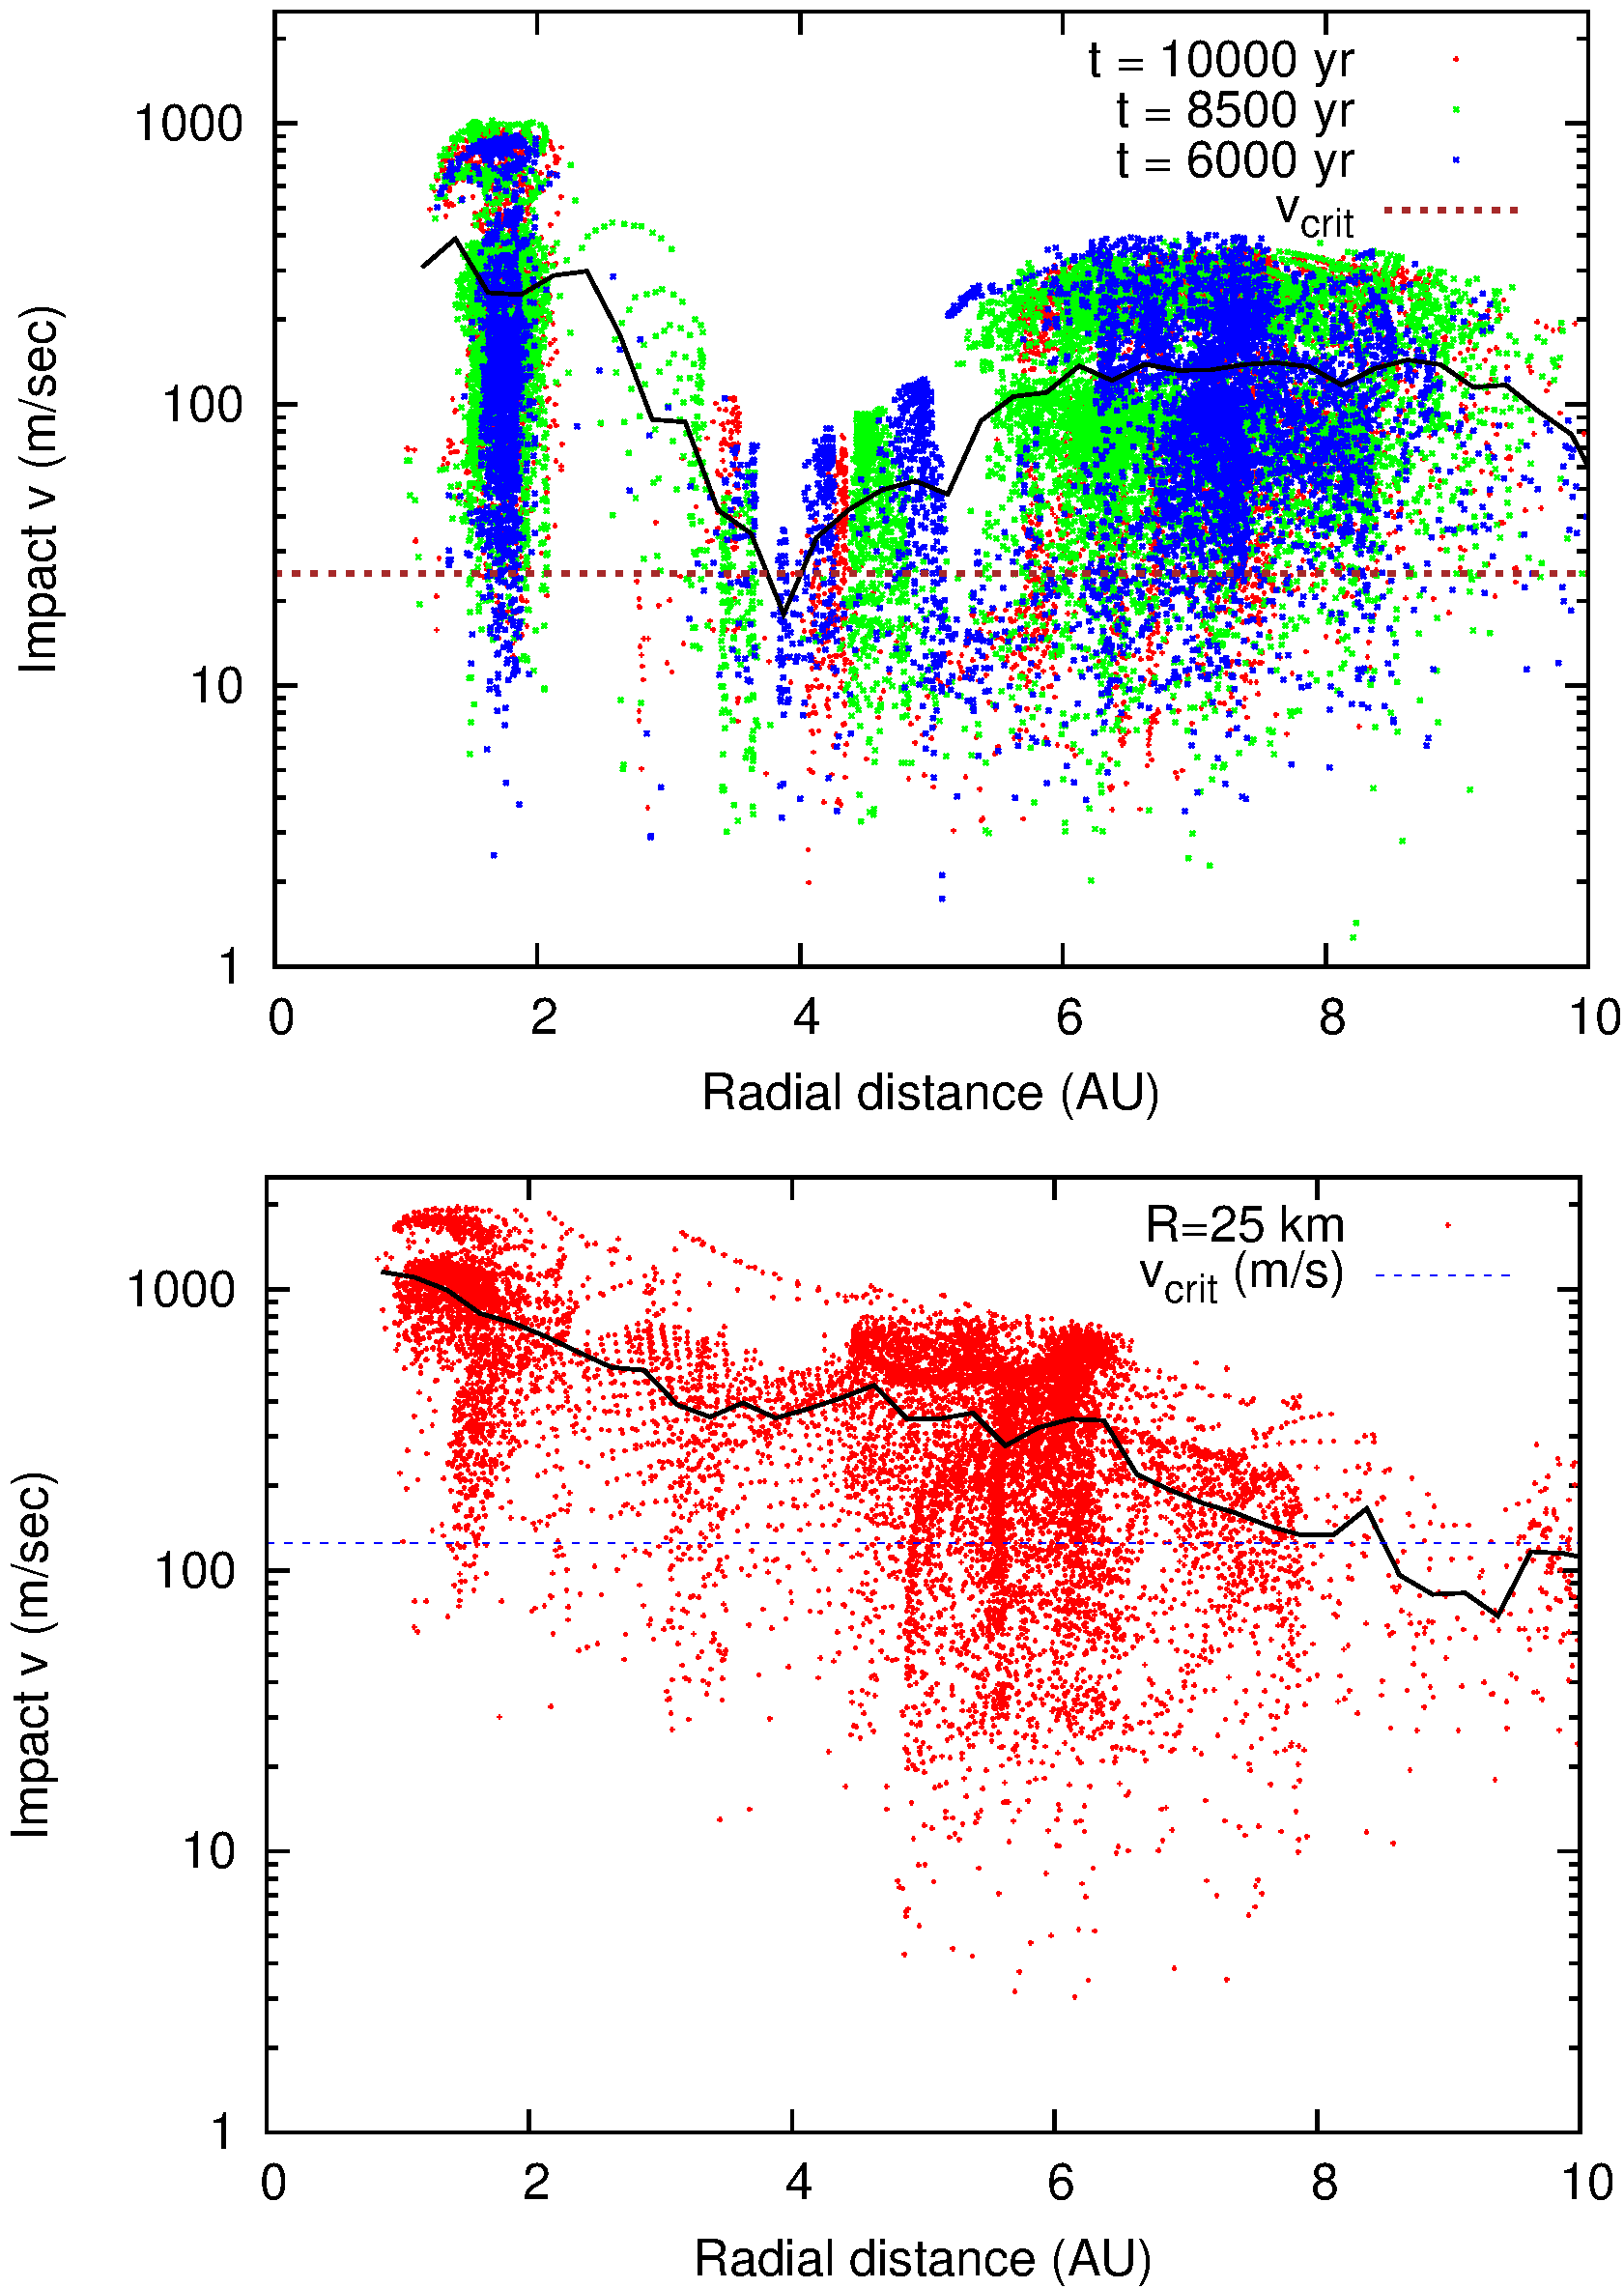 t = 10000 yr
t = 8500 yr
t = 6000 yr
vcrit
1000
100
10
1
Impact v (m/sec)
0 2 4 6 8 10
Radial distance (AU)
R=25 km
vcrit (m/s)
1000
100
10
1
Impact v (m/sec)
0 2 4 6 8 10
Radial distance (AU)